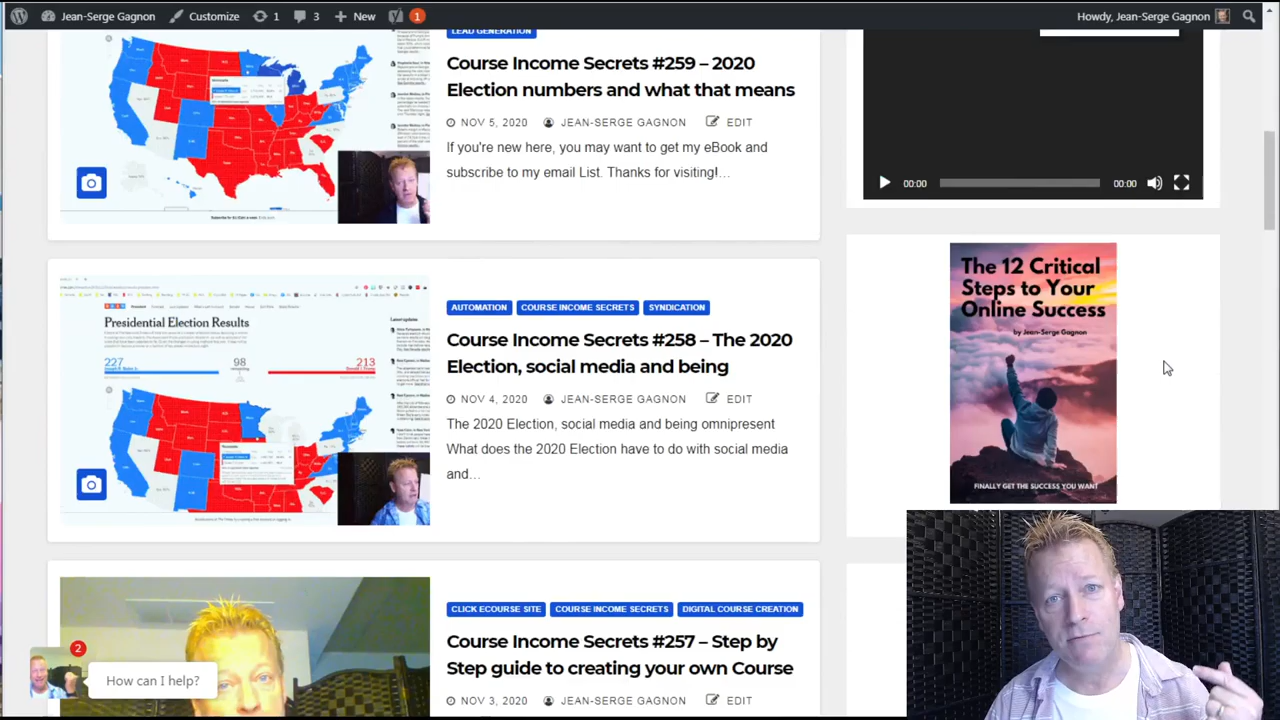 Jean-Serge Gagnon
Customize
1
3
New
1
Howdy, Jean-Serge Gagnon
LEAD GENERATION
Course Income Secrets #259 – 2020
Election numbers and what that means
NOV 5, 2020
JEAN-SERGE GAGNON
EDIT
If you're new here, you may want to get my eBook and
subscribe to my email List. Thanks for visiting!…
00:00
00:00
The 12 Critical
Steps to Your
Online Success
by Jean-Serge Gagnon
FINALLY GET THE SUCCESS YOU WANT!
Presidential Election Results
227
98
213
AUTOMATION
COURSE INCOME SECRETS
SYNDICATION
Course Income Secrets #258 – The 2020
Election, social media and being
NOV 4, 2020
JEAN-SERGE GAGNON
EDIT
The 2020 Election, social media and being omnipresent
What does the 2020 Election have to do with social media
and…
CLICK ECOURSE SITE
COURSE INCOME SECRETS
DIGITAL COURSE CREATION
Course Income Secrets #257 – Step by
Step guide to creating your own Course
NOV 3, 2020
JEAN-SERGE GAGNON
EDIT
2
How can I help?